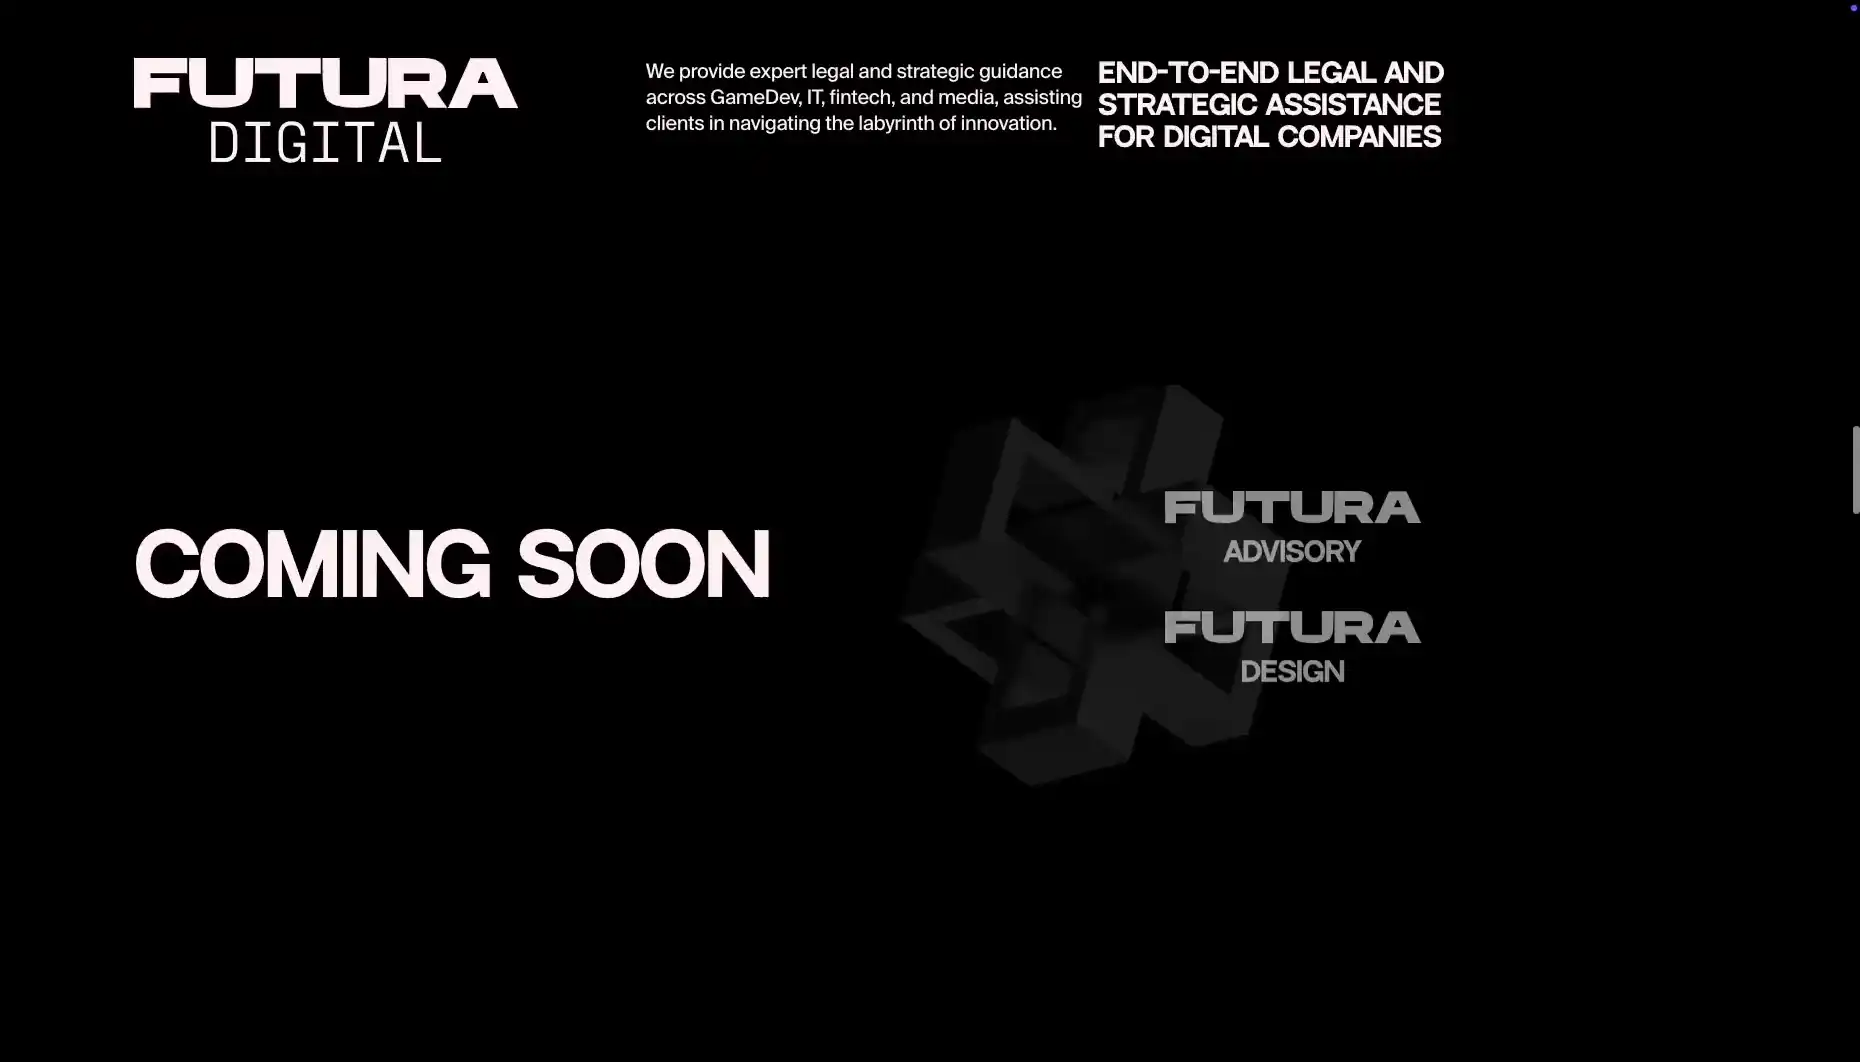 FUTURA
DIGITAL
We provide expert legal and strategic guidance
across GameDev, IT, fintech, and media, assisting
clients in navigating the labyrinth of innovation.
END-TO-END LEGAL AND
STRATEGIC ASSISTANCE
FOR DIGITAL COMPANIES
COMING SOON
FUTURA
ADVISORY
FUTURA
DESIGN